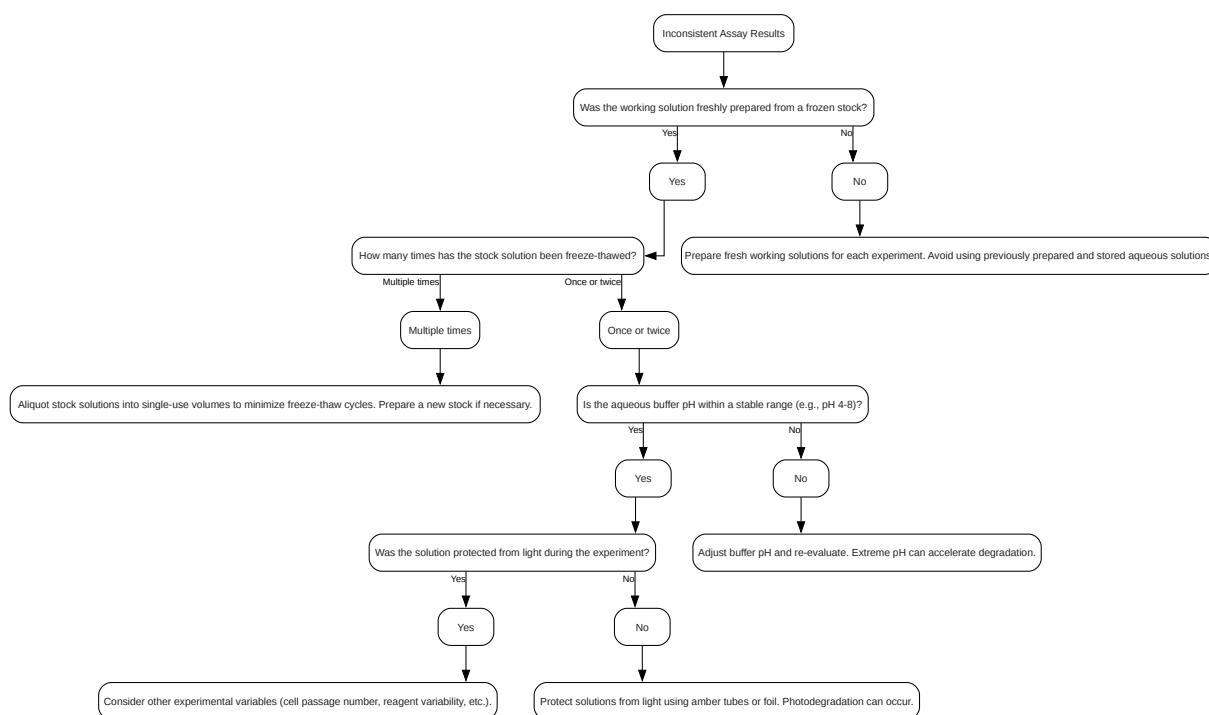 Inconsistent Assay Results
Was the working solution freshly prepared from a frozen stock?
Yes
No
Yes
No
How many times has the stock solution been freeze-thawed?
Prepare fresh working solutions for each experiment. Avoid using previously prepared and stored aqueous solutions
Multiple times
Once or twice
Multiple times
Once or twice
Aliquot stock solutions into single-use volumes to minimize freeze-thaw cycles. Prepare a new stock if necessary.
Is the aqueous buffer pH within a stable range (e.g., pH 4-8)?
Yes
No
Yes
No
Was the solution protected from light during the experiment?
Adjust buffer pH and re-evaluate. Extreme pH can accelerate degradation.
Yes
No
Yes
No
Consider other experimental variables (cell passage number, reagent variability, etc.).
Protect solutions from light using amber tubes or foil. Photodegradation can occur.